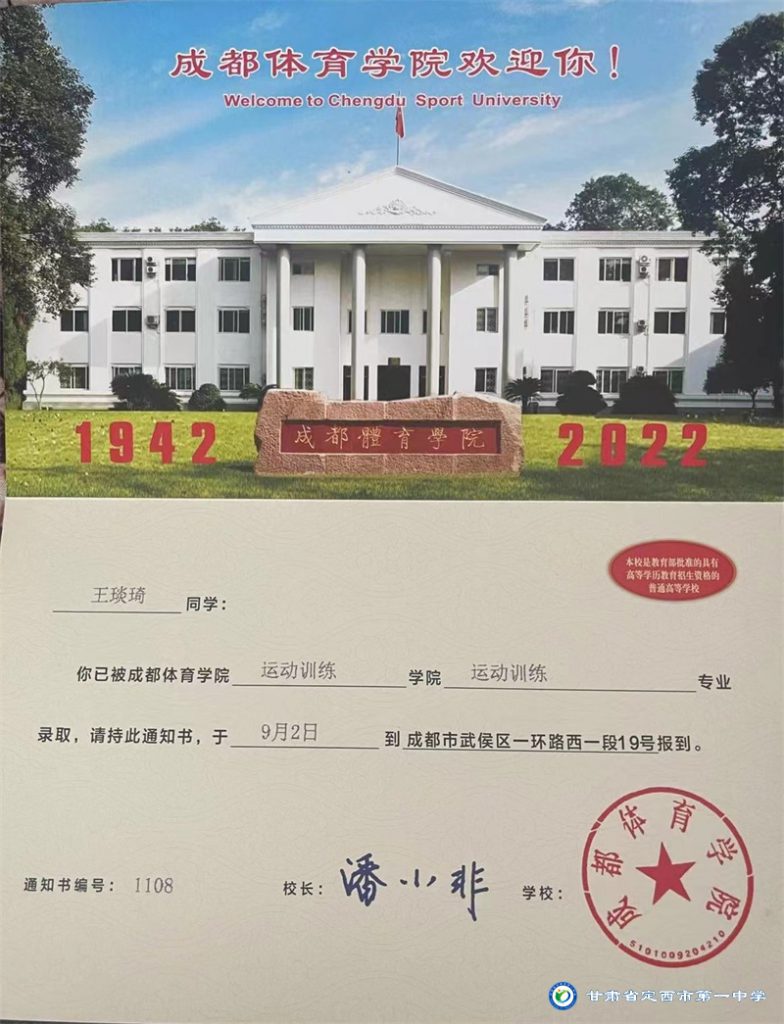 成都体育学院欢迎你！
Welcome to Chengdu Sport University
1942 成都體育學院 2022
本校是教育部批准的具有
高等学历教育招生资格的
普通高等学校
王琰琦 同学：
你已被成都体育学院 运动训练 学院 运动训练 专业
录取，请持此通知书，于 9月2日 到 成都市武侯区一环路西一段19号报到。
通知书编号： 1108 校长： 潘小非 学校：
成都体育学院
5101009204210
甘肃省定西市第一中学